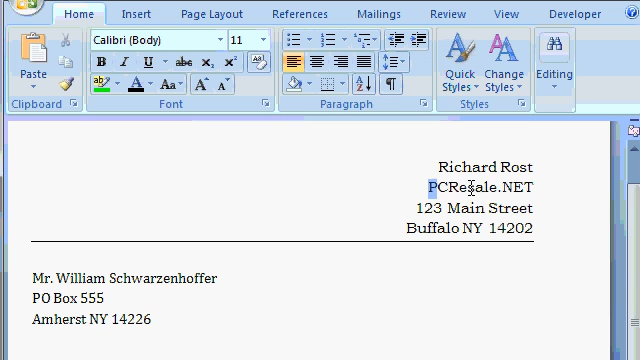 Home Insert Page Layout References Mailings Review View Developer
Calibri (Body) 11
Paste
B I U abc x₂ x²
ab A Aa A A
Quick Styles
Change Styles
Editing
Clipboard Font Paragraph Styles
Richard Rost
PCResale.NET
123 Main Street
Buffalo NY 14202
Mr. William Schwarzenhoffer
PO Box 555
Amherst NY 14226